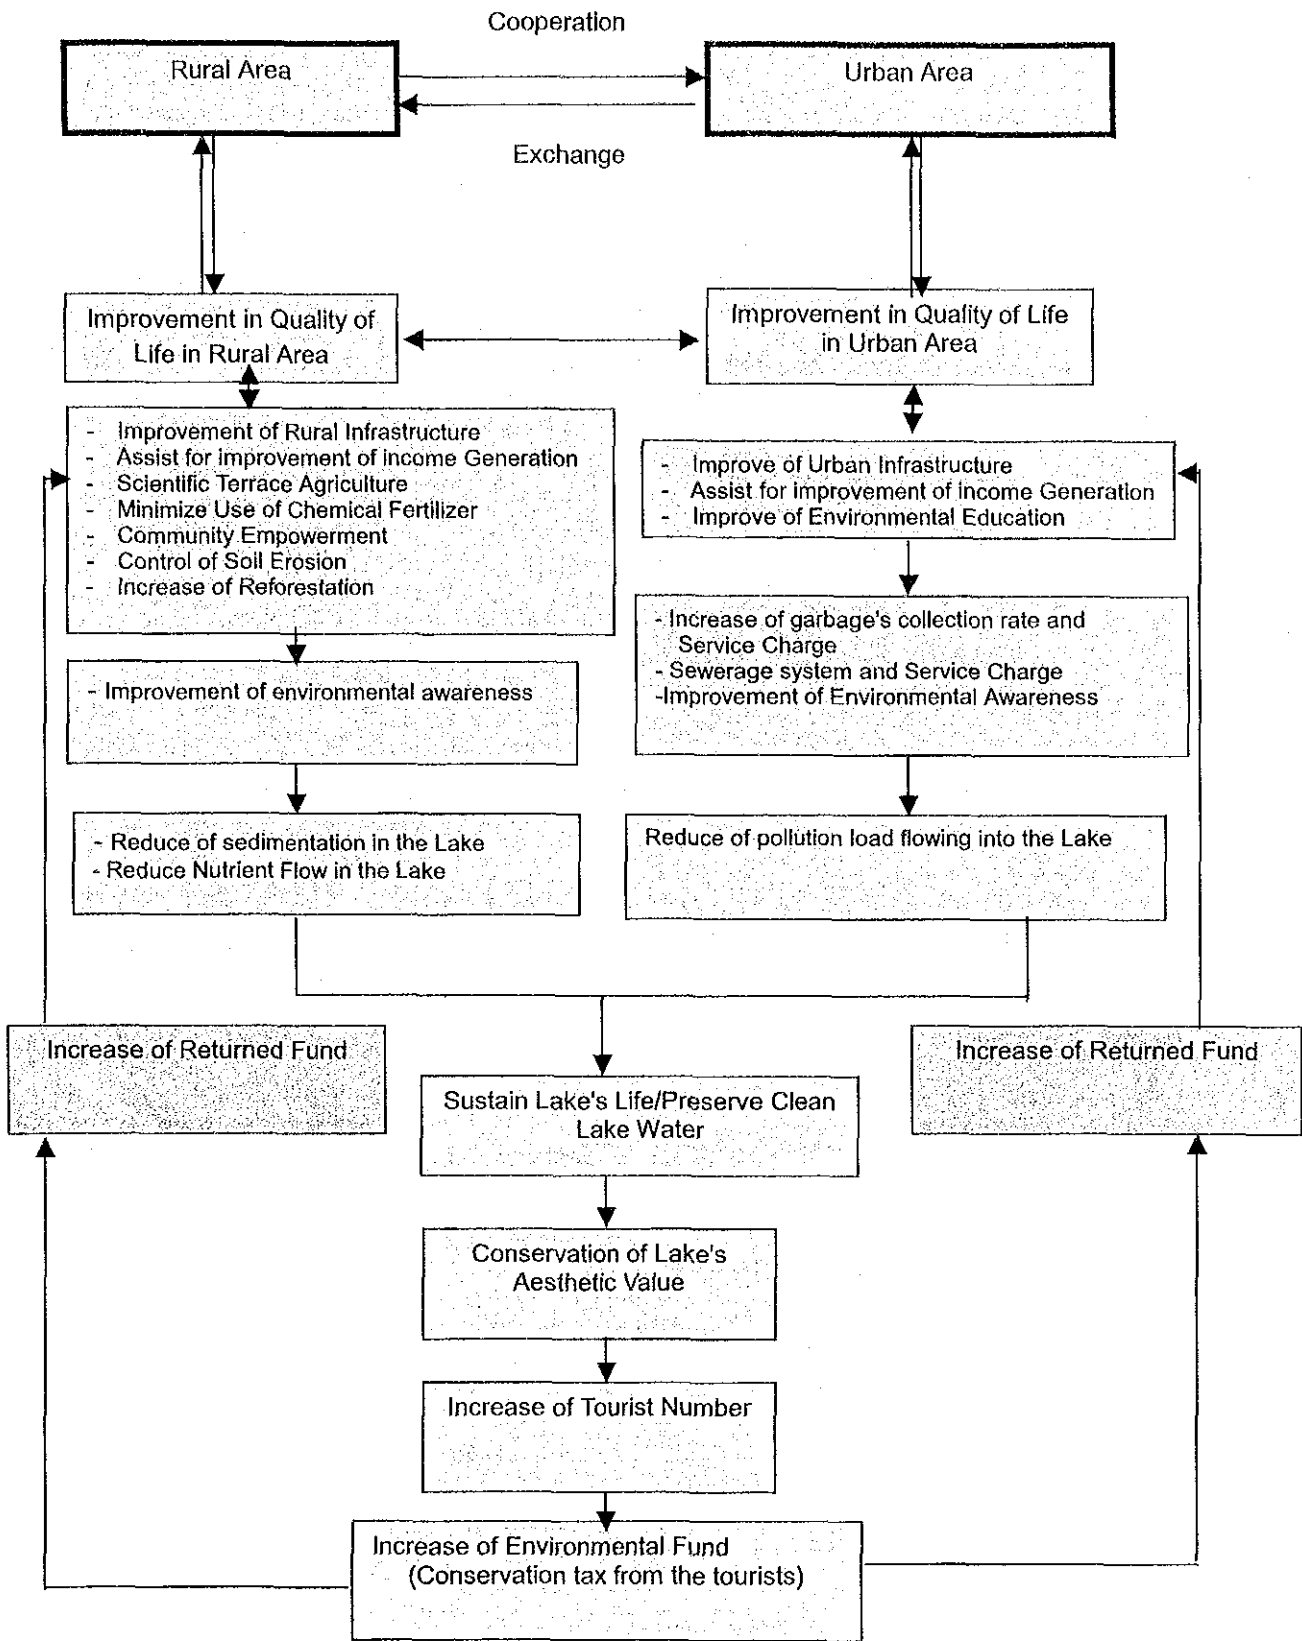 Cooperation
Rural Area
Urban Area
Exchange
Improvement in Quality of
Life in Rural Area
Improvement in Quality of Life
in Urban Area
- Improvement of Rural Infrastructure
- Assist for improvement of income Generation
- Scientific Terrace Agriculture
- Minimize Use of Chemical Fertilizer
- Community Empowerment
- Control of Soil Erosion
- Increase of Reforestation
- Improve of Urban Infrastructure
- Assist for improvement of income Generation
- Improve of Environmental Education
- Increase of garbage's collection rate and
Service Charge
- Sewerage system and Service Charge
-Improvement of Environmental Awareness
- Improvement of environmental awareness
- Reduce of sedimentation in the Lake
- Reduce Nutrient Flow in the Lake
Reduce of pollution load flowing into the Lake
Increase of Returned Fund
Increase of Returned Fund
Sustain Lake's Life/Preserve Clean
Lake Water
Conservation of Lake's
Aesthetic Value
Increase of Tourist Number
Increase of Environmental Fund
(Conservation tax from the tourists)